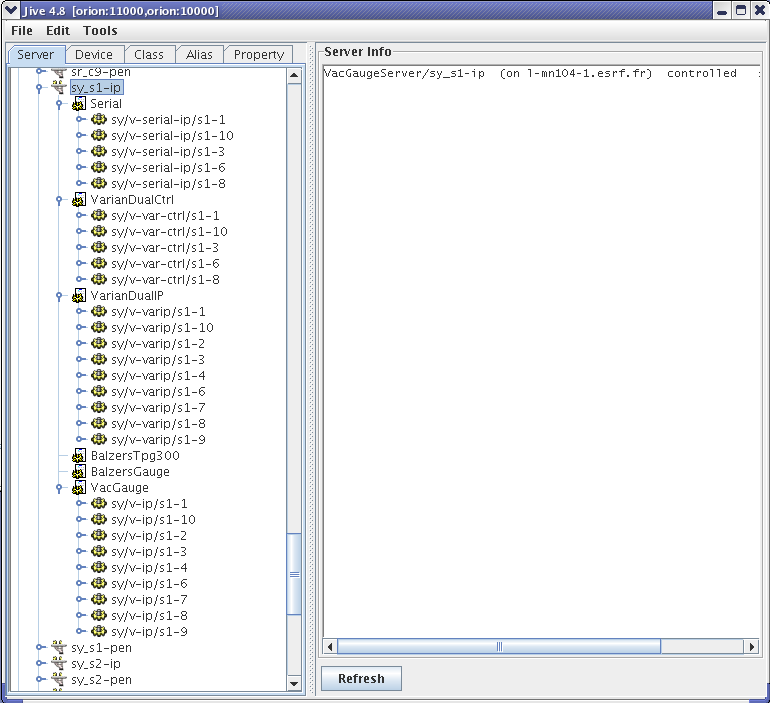 Jive 4.8 [orion:11000,orion:10000]
File Edit Tools
Server Device Class Alias Property
sr_c9-pen
sy_s1-ip
Serial
sy/v-serial-ip/s1-1
sy/v-serial-ip/s1-10
sy/v-serial-ip/s1-3
sy/v-serial-ip/s1-6
sy/v-serial-ip/s1-8
VarianDualCtrl
sy/v-var-ctrl/s1-1
sy/v-var-ctrl/s1-10
sy/v-var-ctrl/s1-3
sy/v-var-ctrl/s1-6
sy/v-var-ctrl/s1-8
VarianDualIP
sy/v-varip/s1-1
sy/v-varip/s1-10
sy/v-varip/s1-2
sy/v-varip/s1-3
sy/v-varip/s1-4
sy/v-varip/s1-6
sy/v-varip/s1-7
sy/v-varip/s1-8
sy/v-varip/s1-9
BalzersTpg300
BalzersGauge
VacGauge
sy/v-ip/s1-1
sy/v-ip/s1-10
sy/v-ip/s1-2
sy/v-ip/s1-3
sy/v-ip/s1-4
sy/v-ip/s1-6
sy/v-ip/s1-7
sy/v-ip/s1-8
sy/v-ip/s1-9
sy_s1-pen
sy_s2-ip
sy_s2-pen
Server Info
VacGaugeServer/sy_s1-ip (on l-mn104-1.esrf.fr) controlled
Refresh